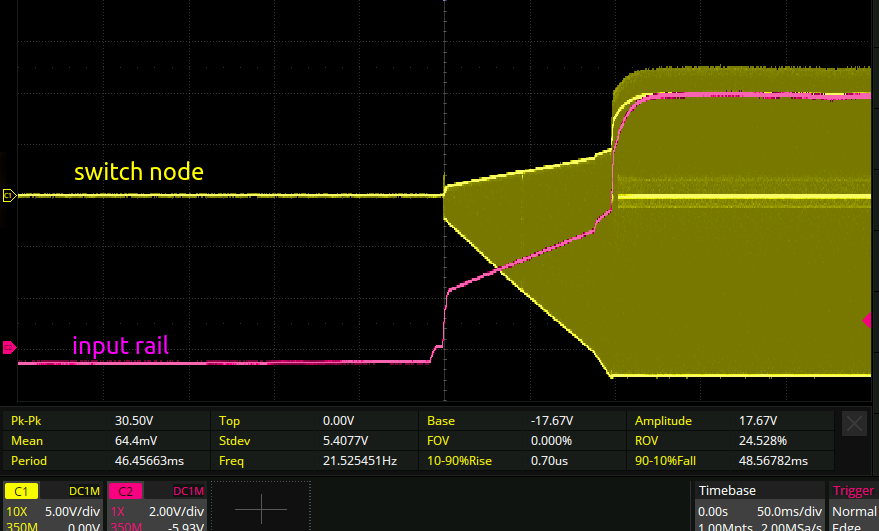 switch node
C1
input rail
Pk-Pk 30.50V Top 0.00V Base -17.67V Amplitude 17.67V
Mean 64.4mV Stdev 5.4077V FOV 0.000% ROV 24.528%
Period 46.45663ms Freq 21.525451Hz 10-90%Rise 0.70us 90-10%Fall 48.56782ms
C1 DC1M C2 DC1M Timebase Trigger
10X 5.00V/div 1X 2.00V/div 0.00s 50.0ms/div Normal
350M 0.00V 350M -5.93V 1.00Mpts 2.00MSa/s Edge